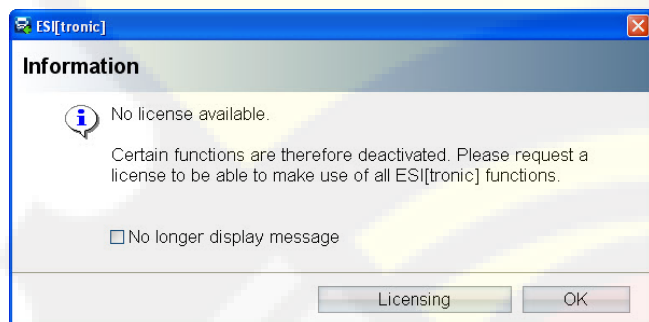 ESI[tronic]
Information
No license available.
Certain functions are therefore deactivated. Please request a
license to be able to make use of all ESI[tronic] functions.
No longer display message
Licensing OK